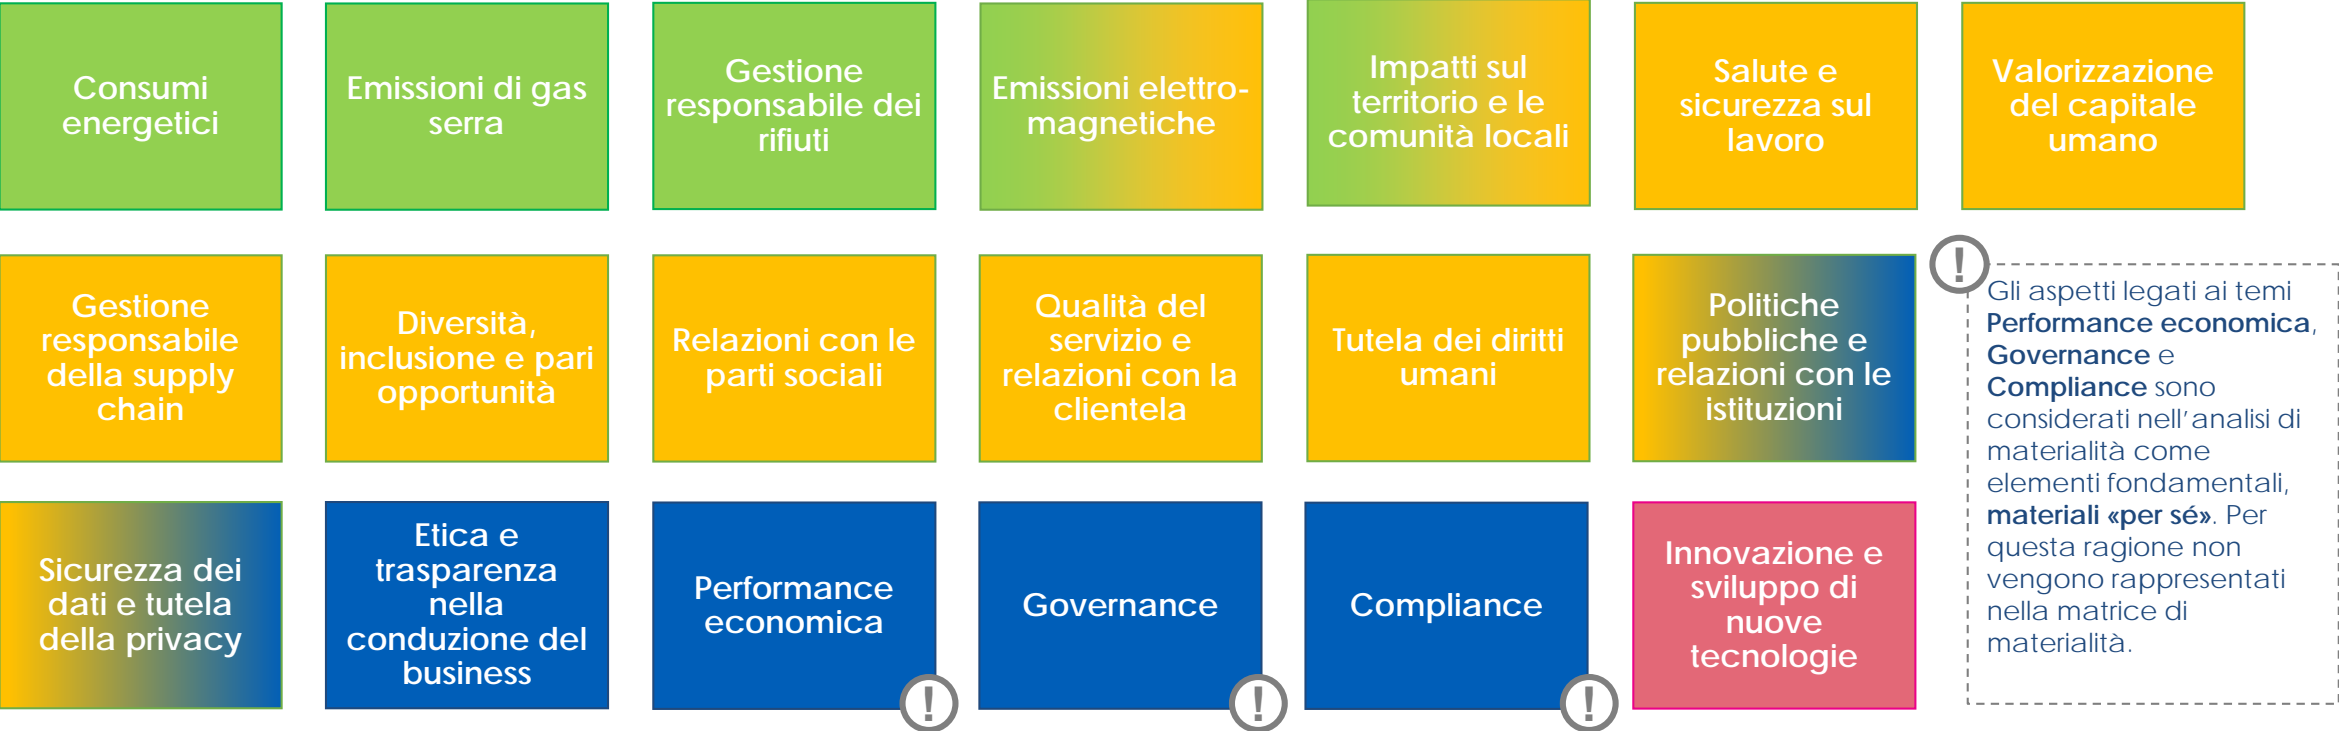 Consumi
energetici
Emissioni di gas
serra
Gestione
responsabile dei
rifiuti
Emissioni elettro-
magnetiche
Impatti sul
territorio e le
comunità locali
Salute e
sicurezza sul
lavoro
Valorizzazione
del capitale
umano
Gestione
responsabile
della supply
chain
Diversità,
inclusione e pari
opportunità
Relazioni con le
parti sociali
Qualità del
servizio e
relazioni con la
clientela
Tutela dei diritti
umani
Politiche
pubbliche e
relazioni con le
istituzioni
!
Gli aspetti legati ai temi
Performance economica,
Governance e
Compliance sono
considerati nell'analisi di
materialità come
elementi fondamentali,
materiali «per sé». Per
questa ragione non
vengono rappresentati
nella matrice di
materialità.
Sicurezza dei
dati e tutela
della privacy
Etica e
trasparenza
nella
conduzione del
business
Performance
economica
!
Governance
!
Compliance
!
Innovazione e
sviluppo di
nuove
tecnologie